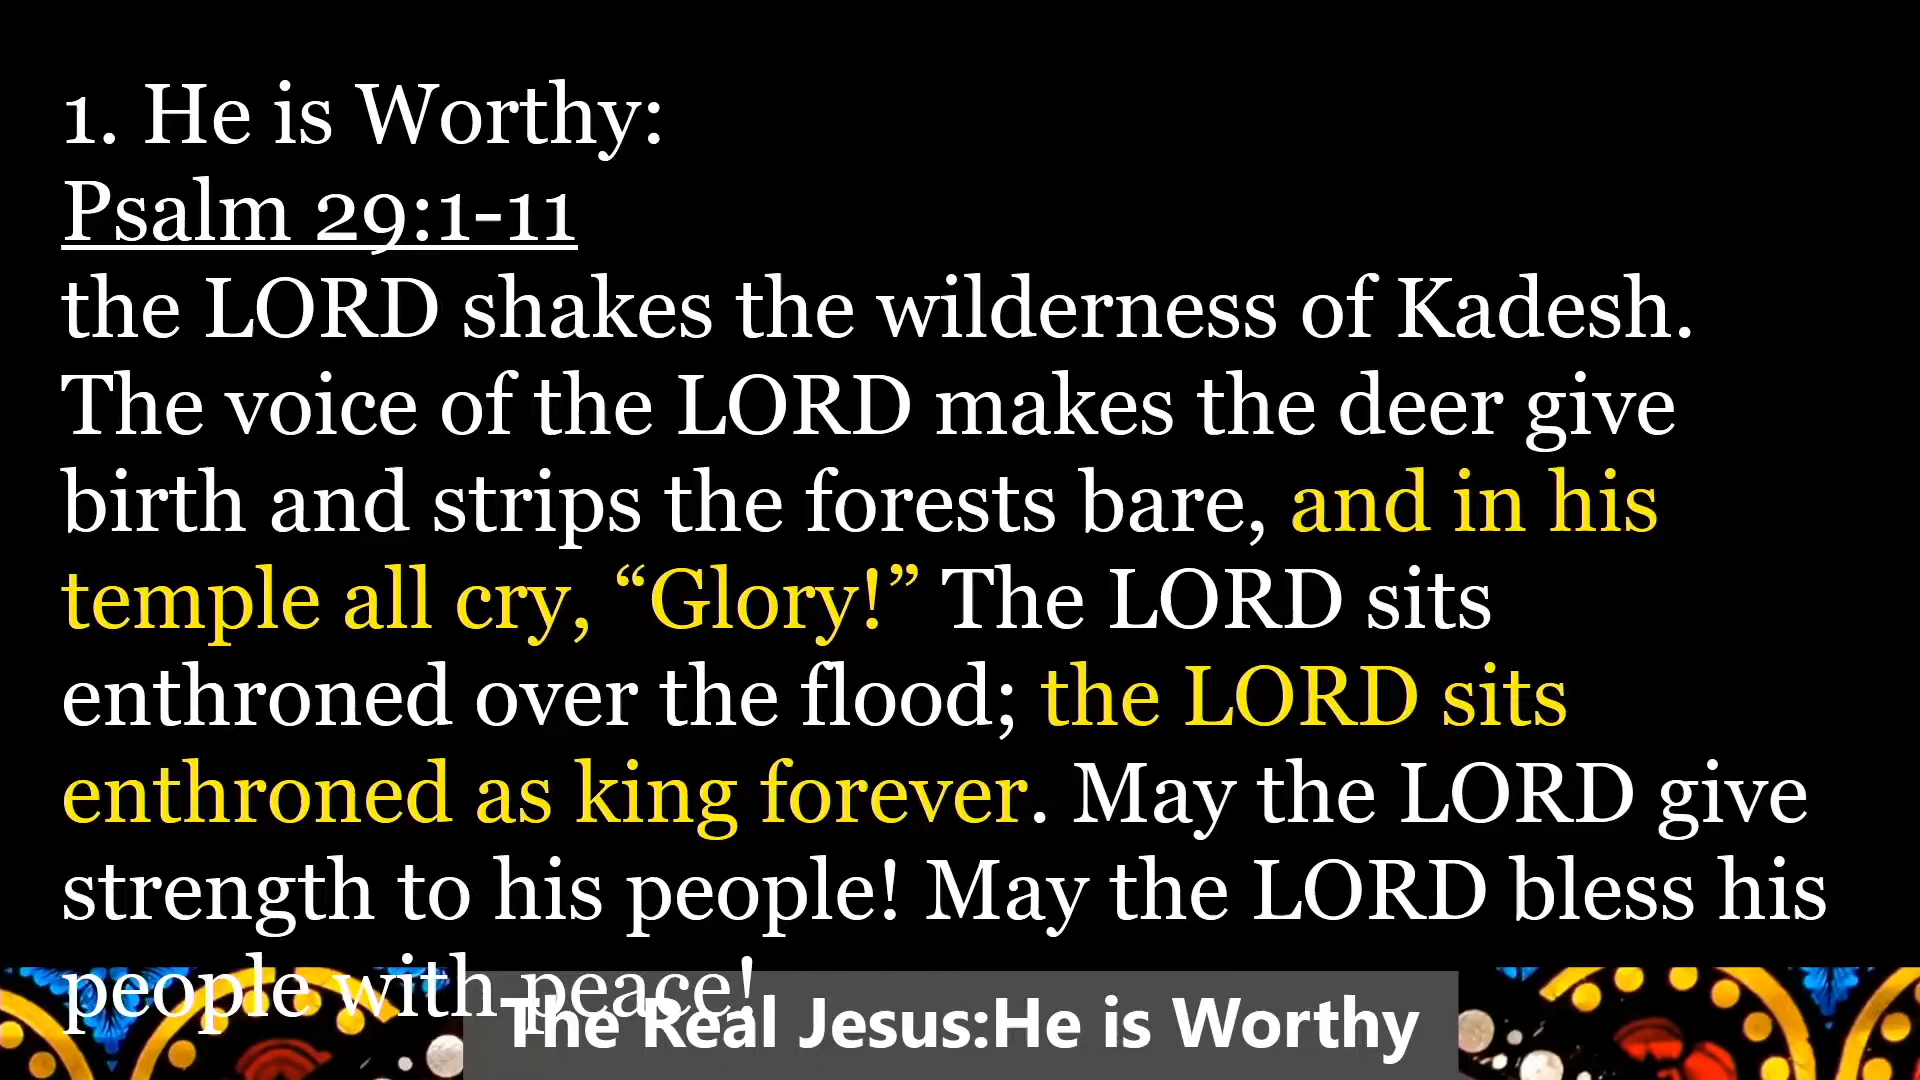 1. He is Worthy:
Psalm 29:1-11
the LORD shakes the wilderness of Kadesh.
The voice of the LORD makes the deer give
birth and strips the forests bare, and in his
temple all cry, “Glory!” The LORD sits
enthroned over the flood; the LORD sits
enthroned as king forever. May the LORD give
strength to his people! May the LORD bless his
people with peace!
The Real Jesus:He is Worthy